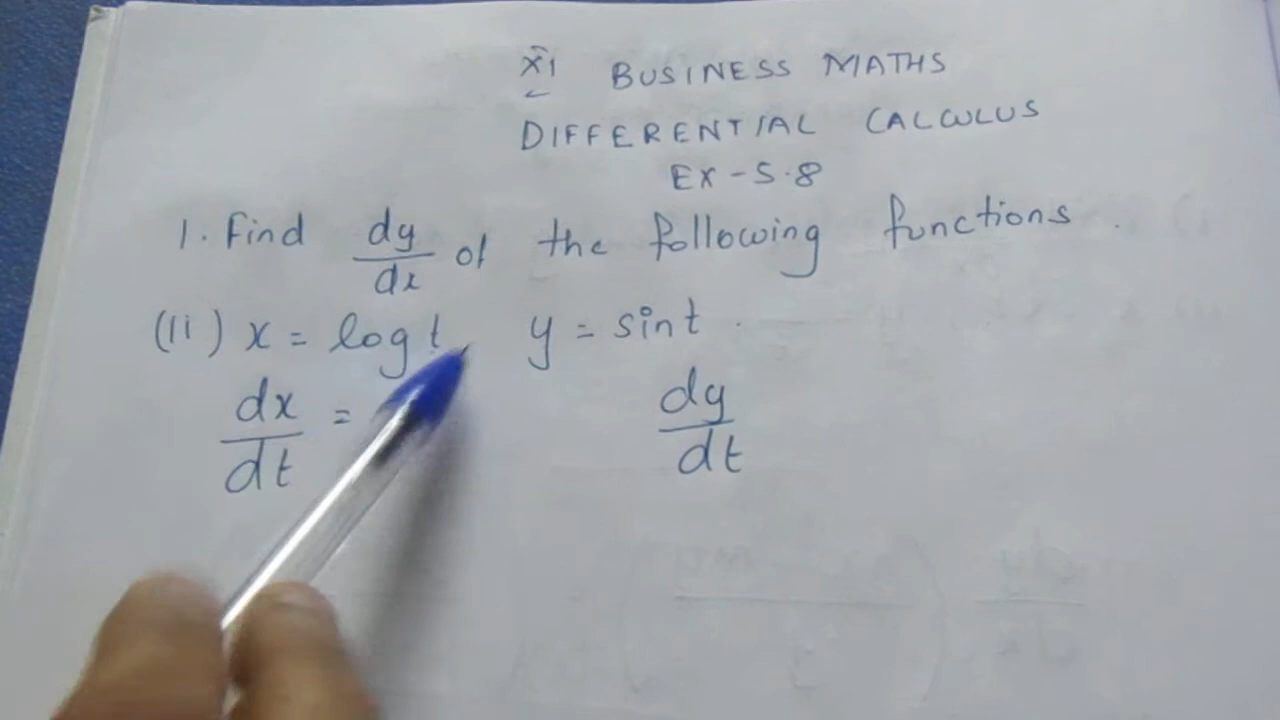 XI BUSINESS MATHS
DIFFERENTIAL CALCULUS
EX - 5.8
1. Find dy/dx of the following functions.
(ii) x = log t, y = sint.
dx/dt = dy/dt